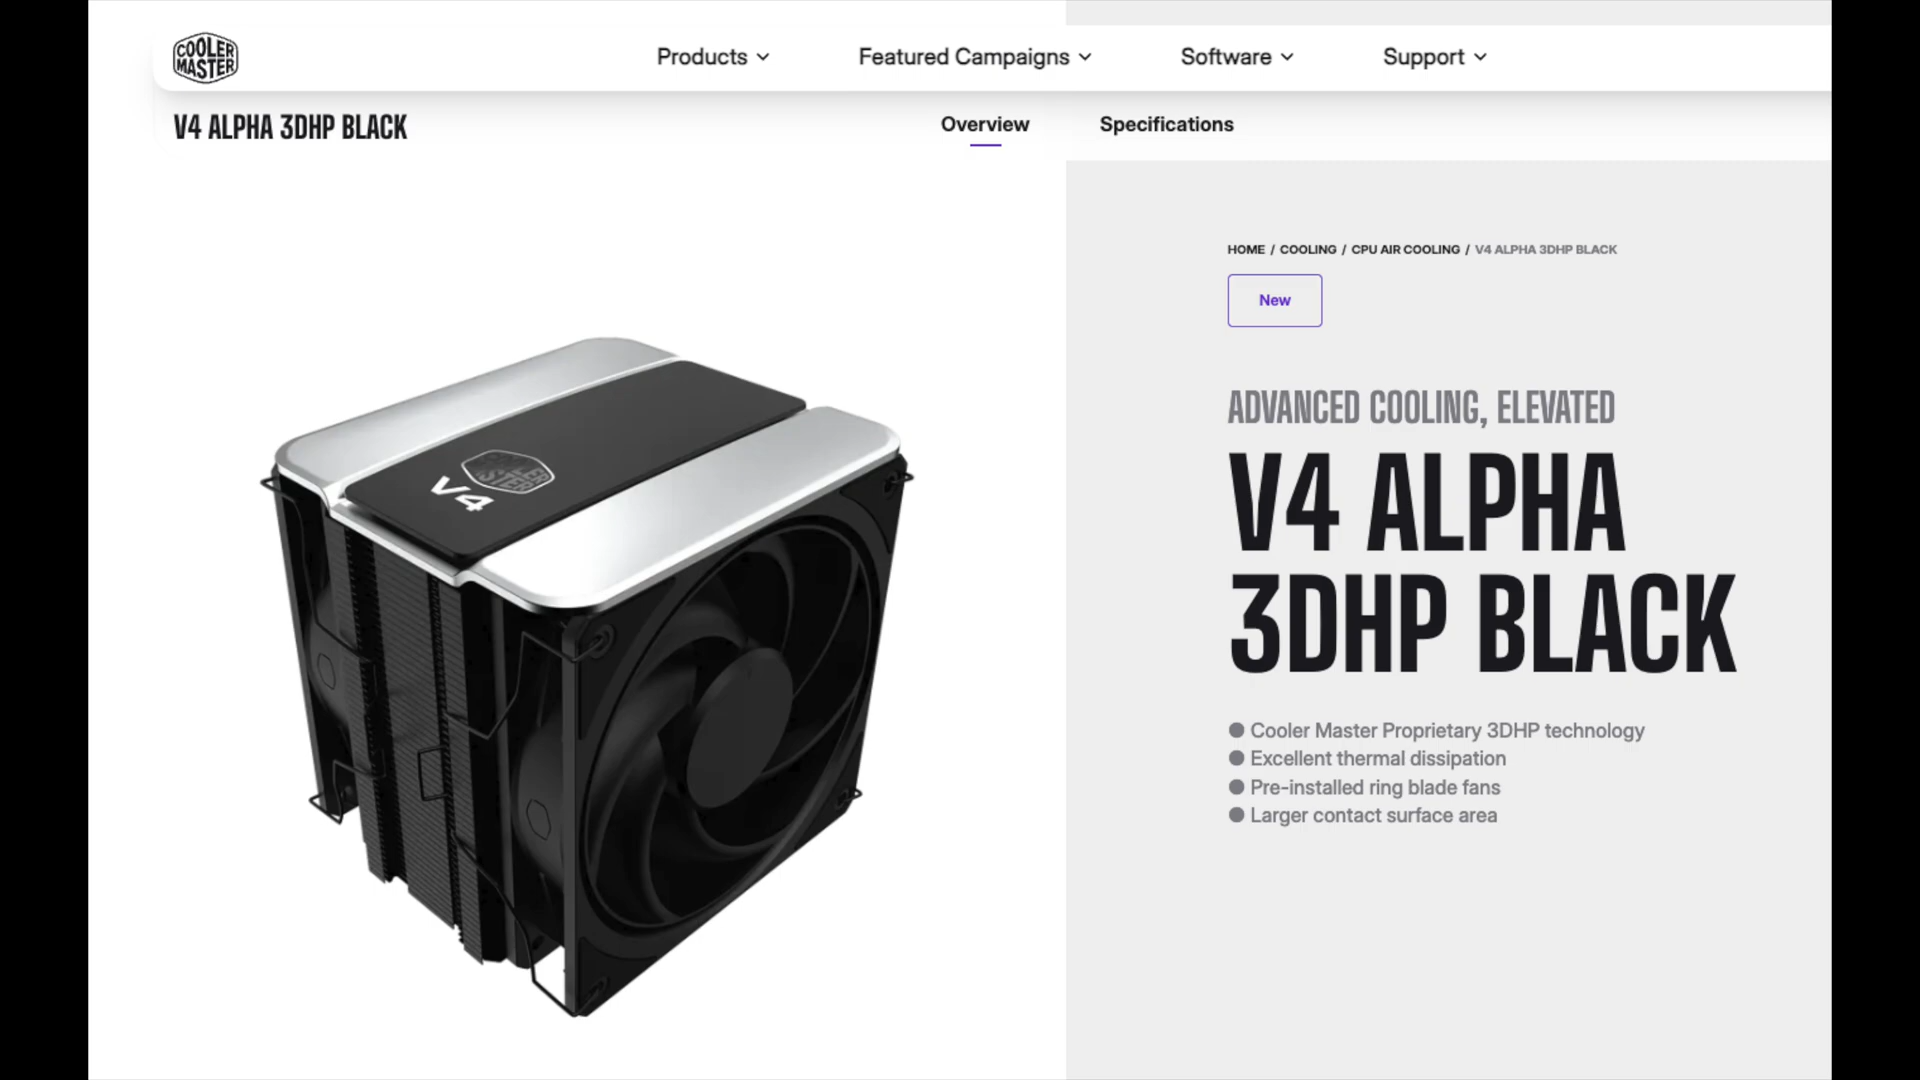 COOLER
MASTER
Products
Featured Campaigns
Software
Support
V4 ALPHA 3DHP BLACK
Overview
Specifications
HOME / COOLING / CPU AIR COOLING / V4 ALPHA 3DHP BLACK
New
ADVANCED COOLING, ELEVATED
V4 ALPHA
3DHP BLACK
● Cooler Master Proprietary 3DHP technology
● Excellent thermal dissipation
● Pre-installed ring blade fans
● Larger contact surface area
COOLER
MASTER
V4